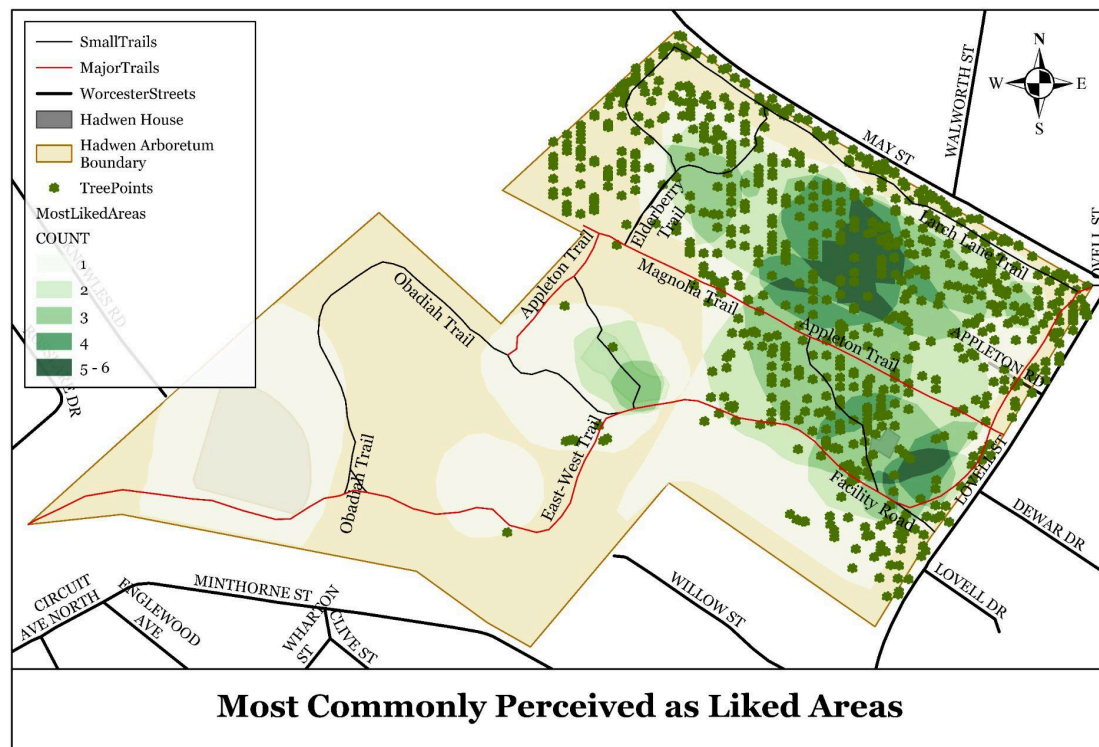 SmallTrails
MajorTrails
WorcesterStreets
Hadwen House
Hadwen Arboretum
Boundary
TreePoints
MostLikedAreas
COUNT
1
2
3
4
5 - 6
N
W
E
S
WALWORTH ST
MAY ST
LOVELL ST
Larch Lane Trail
Elderberry
Trail
Appleton Trail
Magnolia Trail
Obadiah Trail
Appleton Trail
APPLETON RD
Obadiah Trail
East-West Trail
Facility Road
LOVELL ST
DEWAR DR
LOVELL DR
WILLOW ST
MINTHORNE ST
CIRCUIT
AVE NORTH
ENGLEWOOD
AVE
WHARTON
ST
CLIVE ST
DR
Most Commonly Perceived as Liked Areas